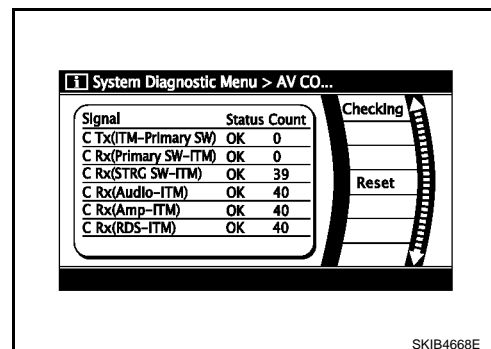 i System Diagnostic Menu > AV CO...
Signal Status Count
C Tx(ITM-Primary SW) OK 0
C Rx(Primary SW-ITM) OK 0
C Rx(STRG SW-ITM) OK 39
C Rx(Audio-ITM) OK 40
C Rx(Amp-ITM) OK 40
C Rx(RDS-ITM) OK 40
Checking
Reset
SKIB4668E